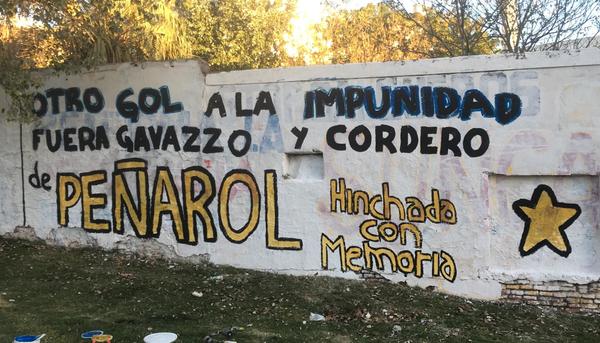 OTRO GOL A LA IMPUNIDAD
FUERA GAVAZZO Y CORDERO
de PEÑAROL
Hinchada
con
Memoria